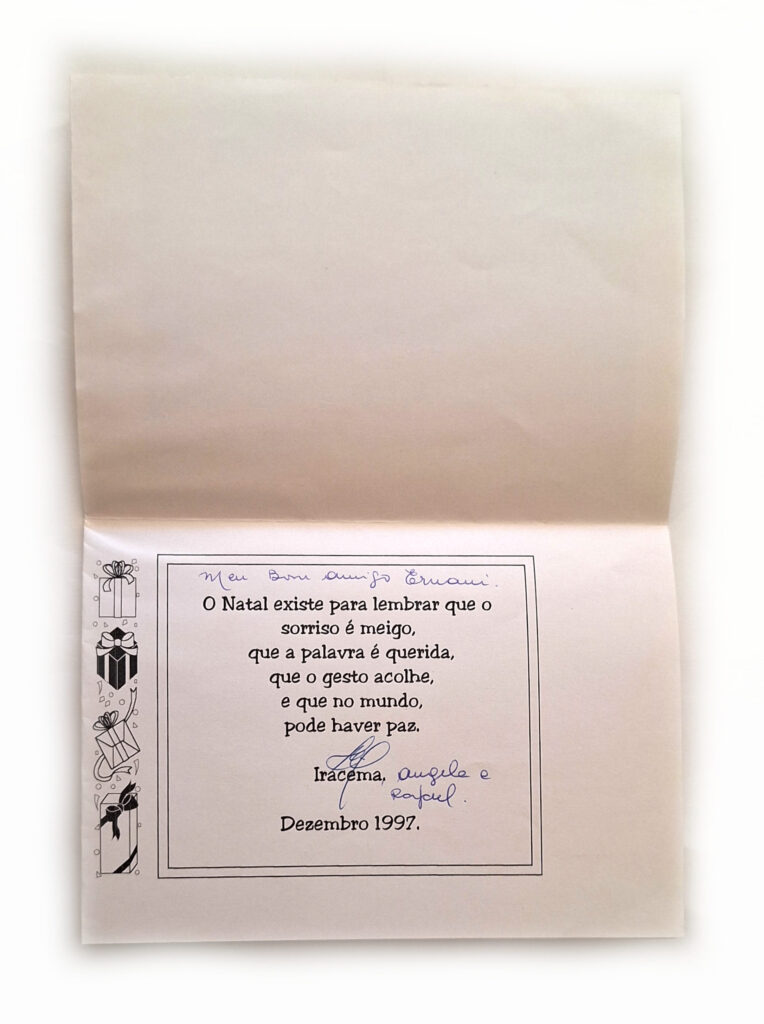 Meu Bom amigo Ernani.
O Natal existe para lembrar que o
sorriso é meigo,
que a palavra é querida,
que o gesto acolhe,
e que no mundo,
pode haver paz.
Iracema, Angela e
Rafael.
Dezembro 1997.